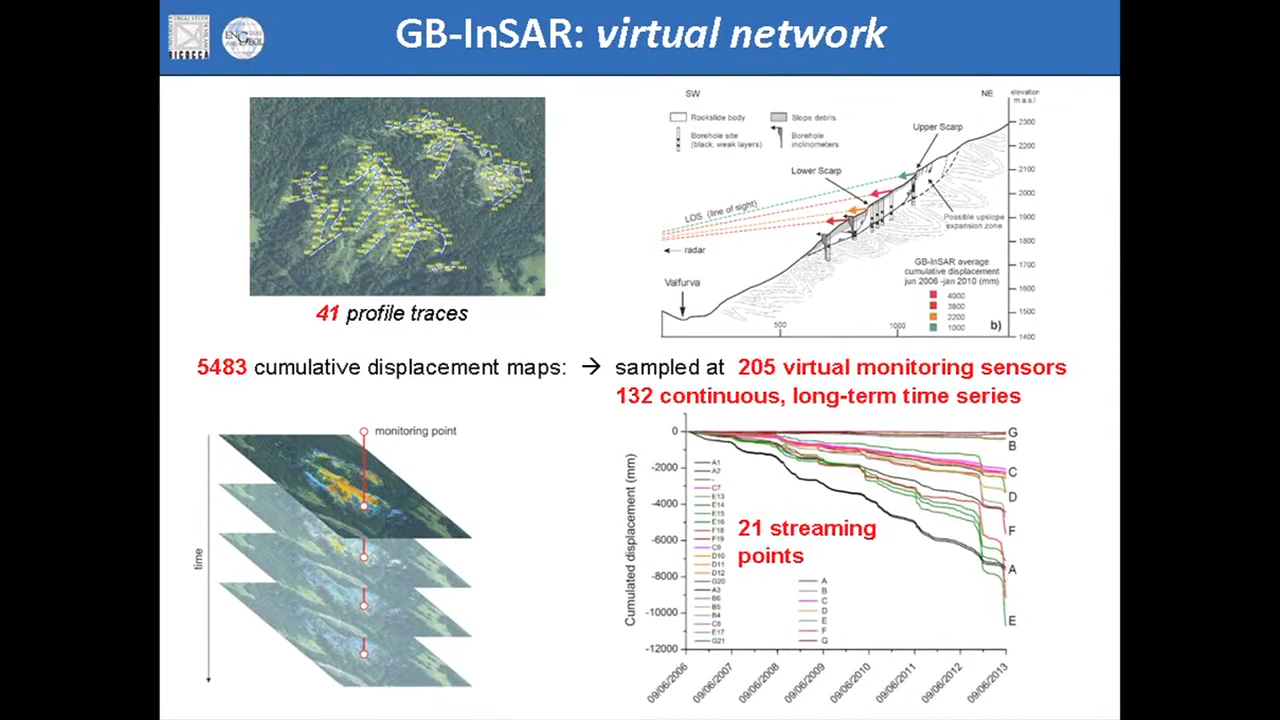 GB-InSAR: virtual network
BICOCCA
SW
NE
elevation
m a.s.l
Rockslide body
Slope debris
Borehole site
(black, weak layers)
Borehole
inclinometers
Upper Scarp
Lower Scarp
LOS (line of sight)
radar
Valfurva
Possible upslope
expansion zone
GB-InSAR average
cumulative displacement
jun 2006 -jan 2010 (mm)
4000
3800
2200
1000
b)
2300
2200
2100
2000
1900
1800
1700
1600
1500
1400
500
1000
41 profile traces
5483 cumulative displacement maps: → sampled at 205 virtual monitoring sensors
132 continuous, long-term time series
monitoring point
time
Cumulated displacement (mm)
0
-2000
-4000
-6000
-8000
-10000
-12000
A1
A2
-
C7
E13
E14
E15
E16
F18
F19
C9
D10
D11
D12
G20
A3
B6
B5
B4
C8
E17
G21
21 streaming
points
A
B
C
D
E
F
G
G
B
C
D
F
A
E
09/06/2006
09/06/2007
09/06/2008
09/06/2009
09/06/2010
09/06/2011
09/06/2012
09/06/2013